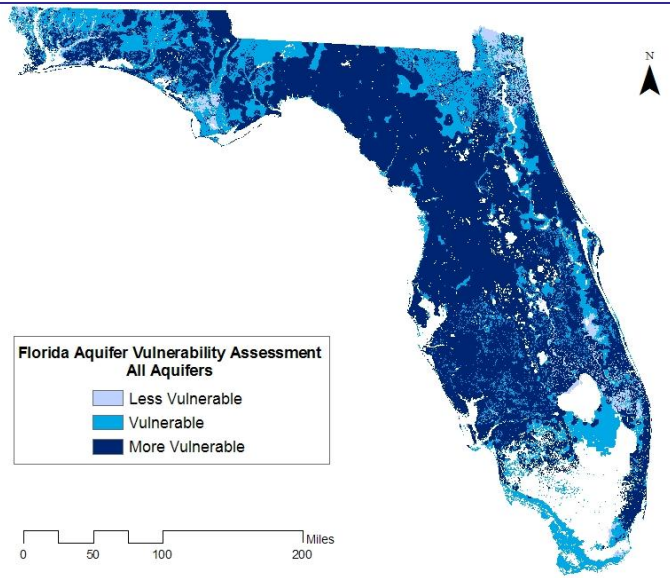 N
Florida Aquifer Vulnerability Assessment
All Aquifers
Less Vulnerable
Vulnerable
More Vulnerable
Miles
0 50 100 200